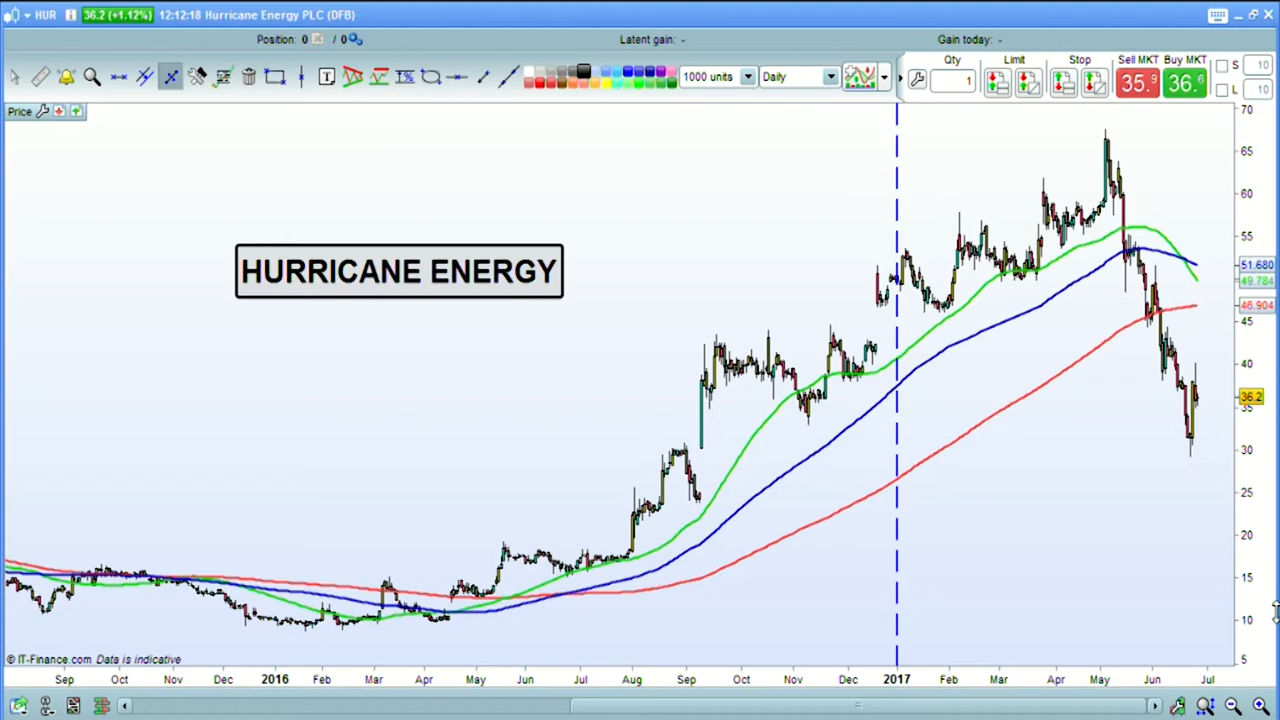 HUR 36.2 (+1.12%) 12:12:18 Hurricane Energy PLC (DFB)
Position: 0 / 0 Latent gain: - Gain today: -
Qty Limit Stop Sell MKT Buy MKT S 10
1000 units Daily 1 35.9 36.6 L 10
Price
HURRICANE ENERGY
70
65
60
55
51.680
49.784
46.904
45
40
36.2
35
30
25
20
15
10
5
© IT-Finance.com Data is indicative
Sep Oct Nov Dec 2016 Feb Mar Apr May Jun Jul Aug Sep Oct Nov Dec 2017 Feb Mar Apr May Jun Jul